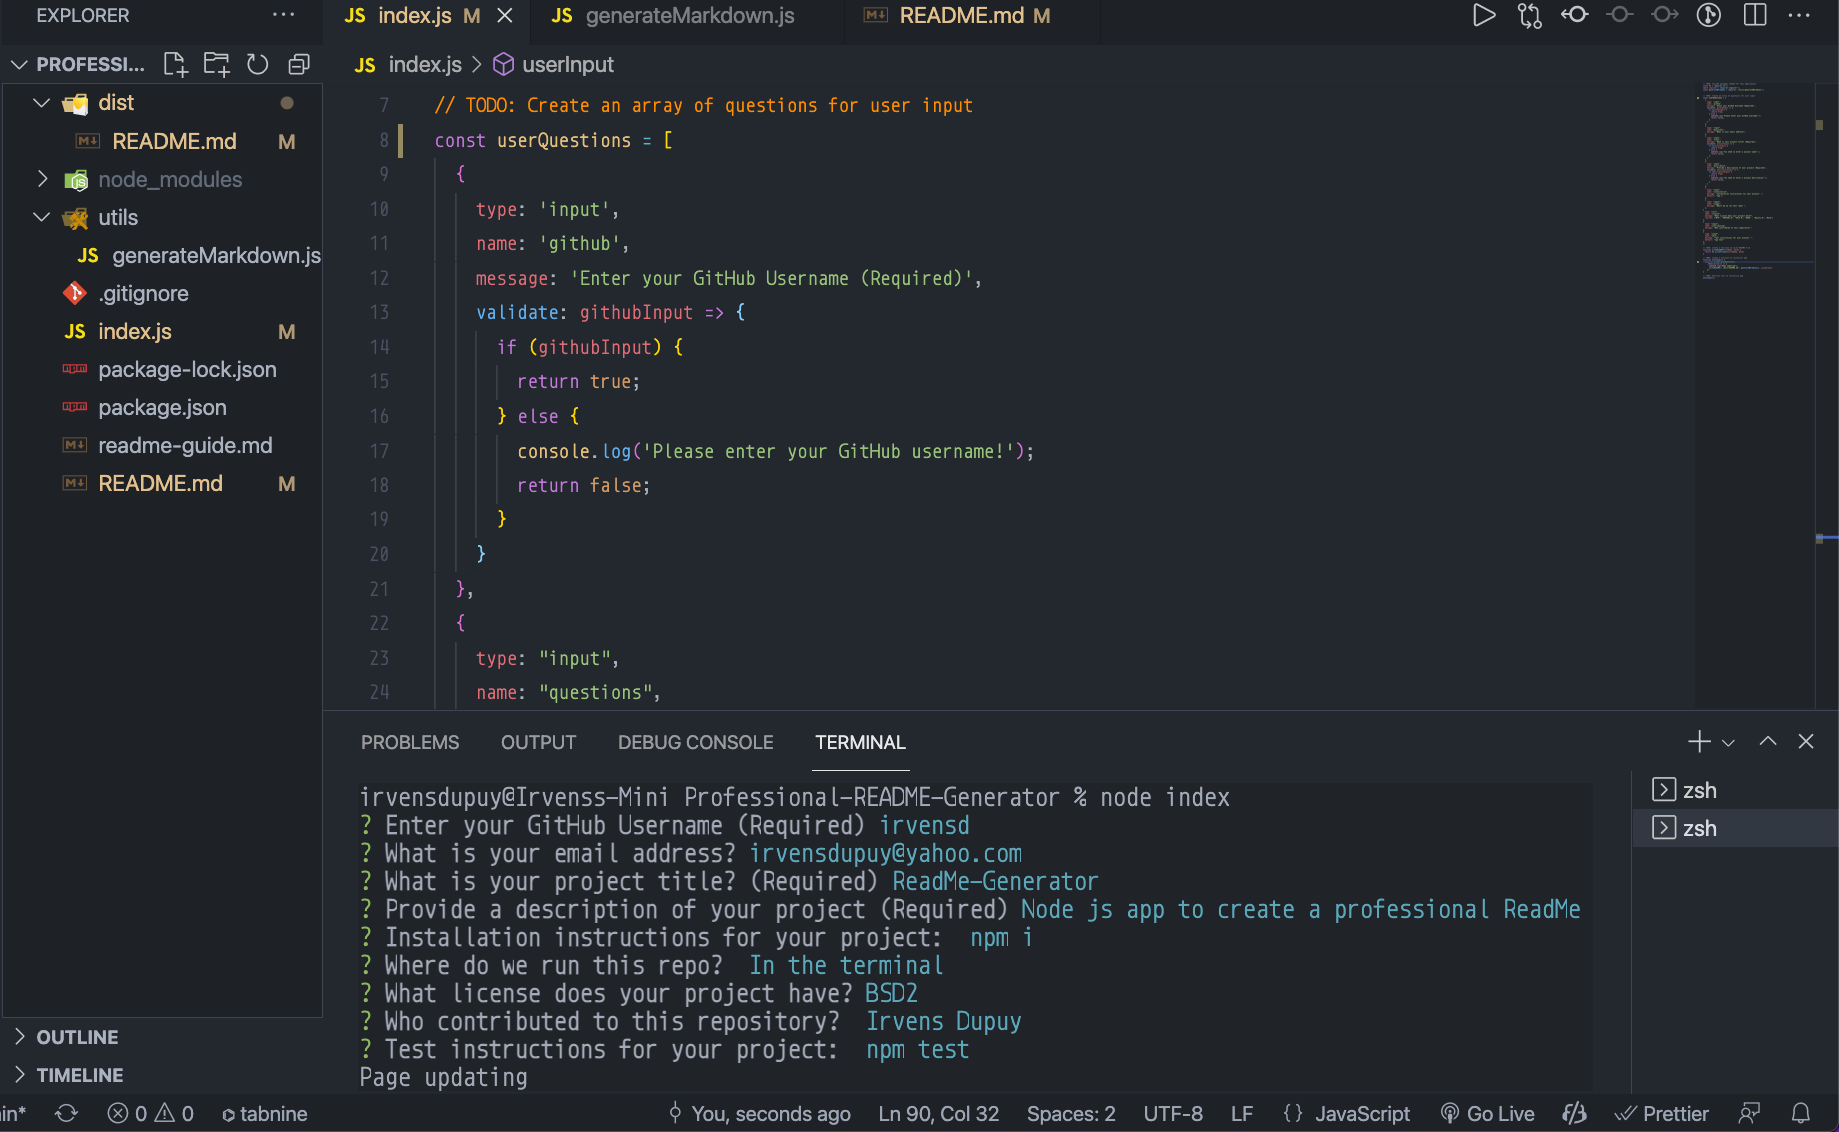 EXPLORER ···
JS index.js M ×
JS generateMarkdown.js
M↓ README.md M
PROFESSI...
JS index.js > userInput
dist
M↓ README.md M
node_modules
utils
JS generateMarkdown.js
.gitignore
JS index.js M
package-lock.json
package.json
M↓ readme-guide.md
M↓ README.md M
OUTLINE
TIMELINE
7 // TODO: Create an array of questions for user input
8 const userQuestions = [
9 {
10 type: 'input',
11 name: 'github',
12 message: 'Enter your GitHub Username (Required)',
13 validate: githubInput => {
14 if (githubInput) {
15 return true;
16 } else {
17 console.log('Please enter your GitHub username!');
18 return false;
19 }
20 }
21 },
22 {
23 type: "input",
24 name: "questions",
PROBLEMS OUTPUT DEBUG CONSOLE TERMINAL
irvensdupuy@Irvenss-Mini Professional-README-Generator % node index
? Enter your GitHub Username (Required) irvensd
? What is your email address? irvensdupuy@yahoo.com
? What is your project title? (Required) ReadMe-Generator
? Provide a description of your project (Required) Node js app to create a professional ReadMe
? Installation instructions for your project: npm i
? Where do we run this repo? In the terminal
? What license does your project have? BSD2
? Who contributed to this repository? Irvens Dupuy
? Test instructions for your project: npm test
Page updating
zsh
zsh
in* 0 0 tabnine You, seconds ago Ln 90, Col 32 Spaces: 2 UTF-8 LF {} JavaScript Go Live Prettier